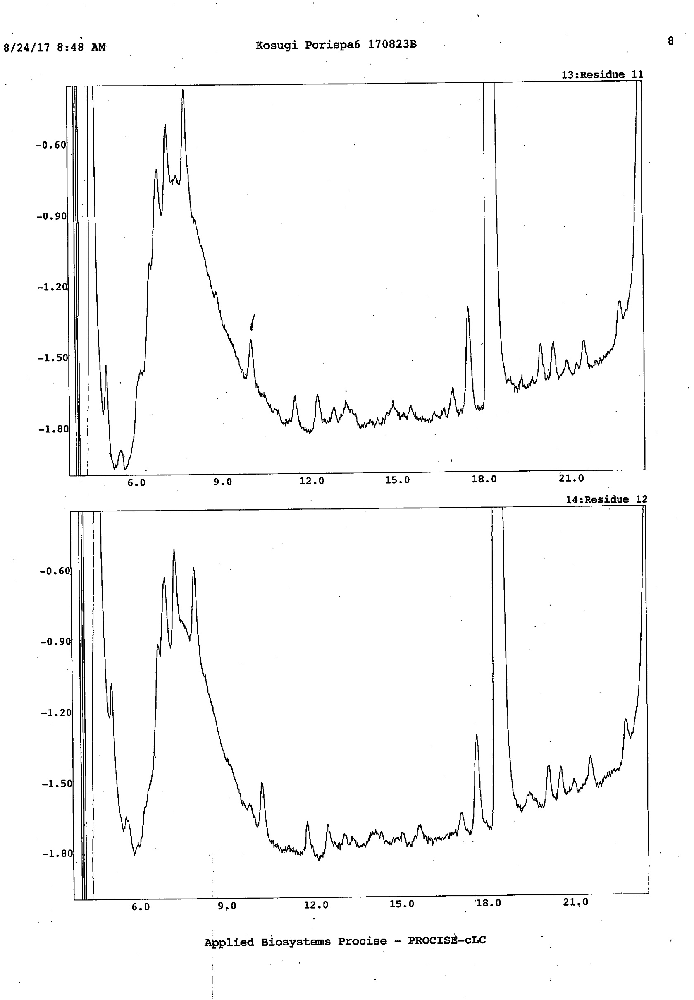 8/24/17 8:48 AM
Kosugi Pcrispa6 170823B
8
13:Residue 11
-0.60
-0.90
-1.20
-1.50
-1.80
6.0 9.0 12.0 15.0 18.0 21.0
14:Residue 12
-0.60
-0.90
-1.20
-1.50
-1.80
6.0 9.0 12.0 15.0 18.0 21.0
Applied Biosystems Procise - PROCISE-cLC